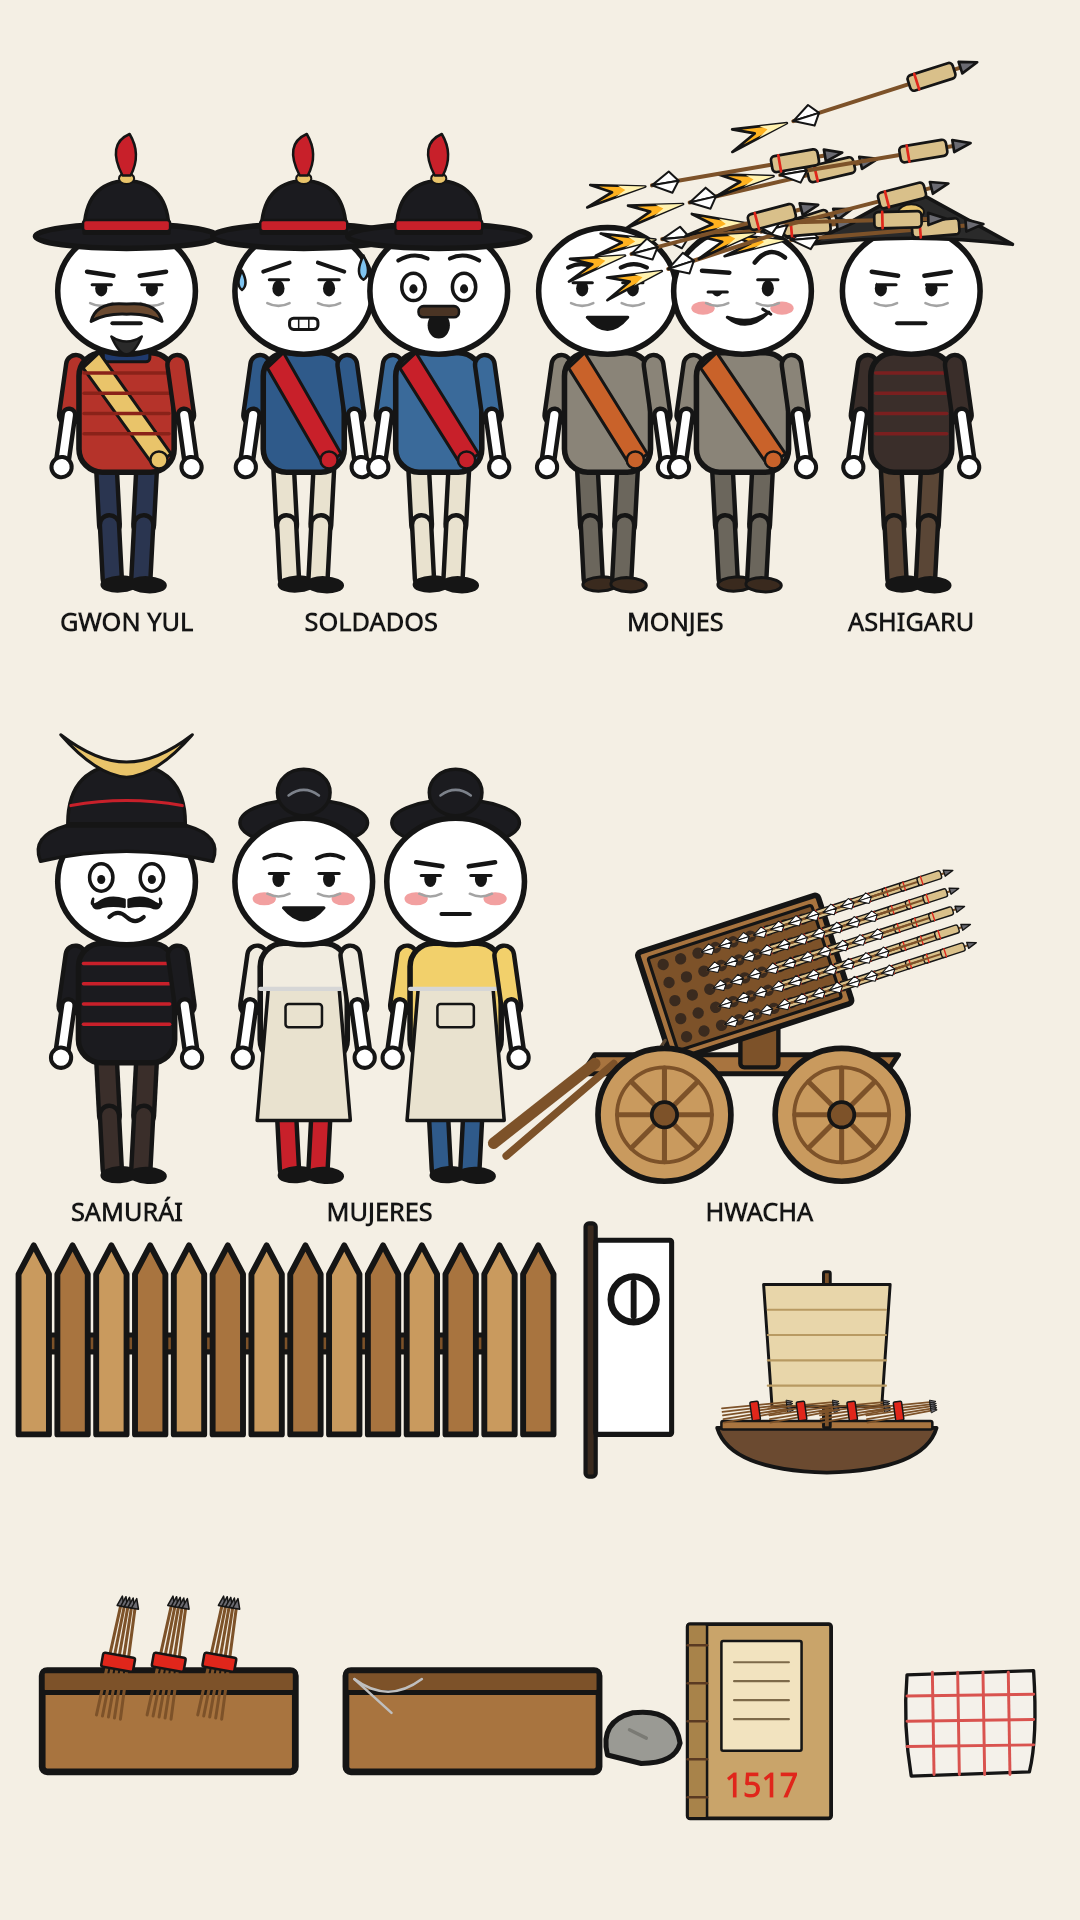 GWON YUL
SOLDADOS
MONJES
ASHIGARU
SAMURÁI
MUJERES
HWACHA
1517